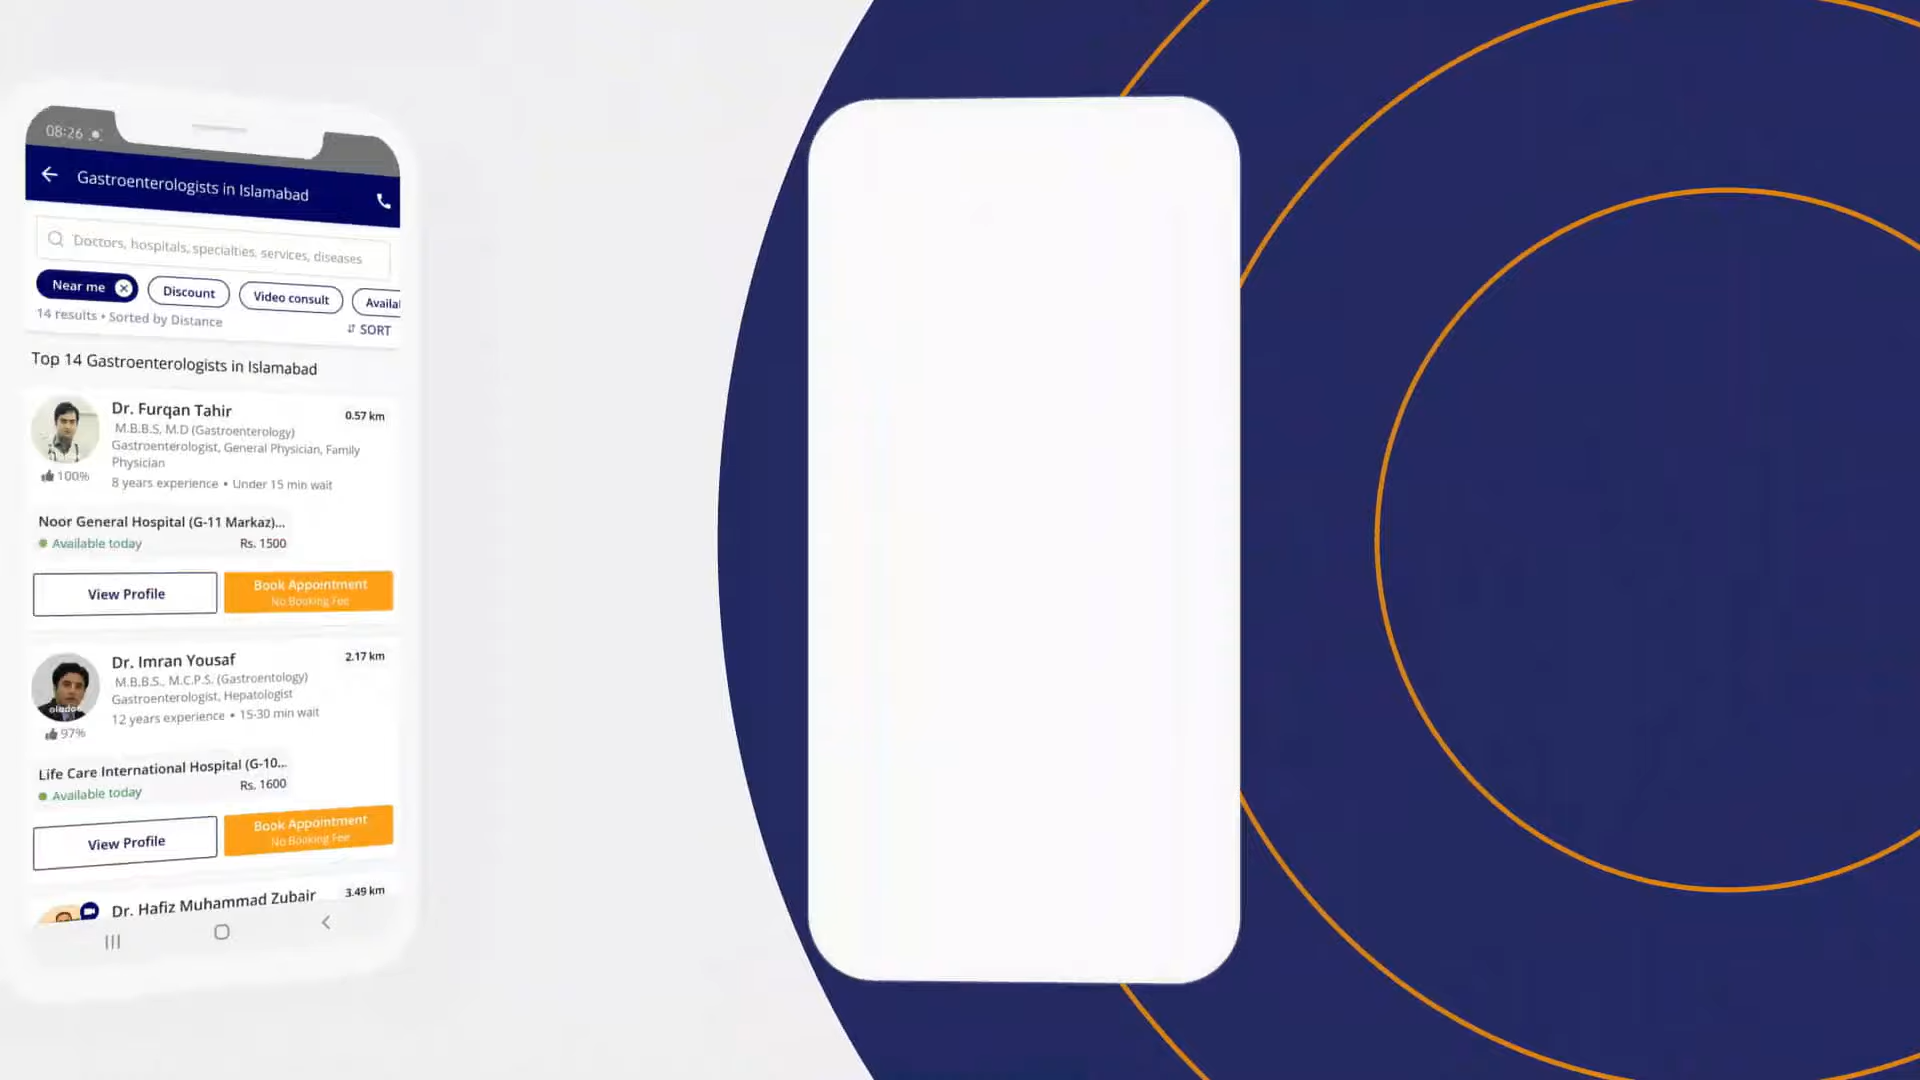 08:26
Gastroenterologists in Islamabad
Doctors, hospitals, specialties, services, diseases
Near me
Discount
Video consult
Availal
14 results • Sorted by Distance
SORT
Top 14 Gastroenterologists in Islamabad
Dr. Furqan Tahir
0.57 km
M.B.B.S, M.D (Gastroenterology)
Gastroenterologist, General Physician, Family
Physician
100%
8 years experience • Under 15 min wait
Noor General Hospital (G-11 Markaz)...
Available today
Rs. 1500
View Profile
Book Appointment
No Booking Fee
Dr. Imran Yousaf
2.17 km
M.B.B.S., M.C.P.S. (Gastroentology)
Gastroenterologist, Hepatologist
12 years experience • 15-30 min wait
oladoc
97%
Life Care International Hospital (G-10...
Available today
Rs. 1600
View Profile
Book Appointment
No Booking Fee
Dr. Hafiz Muhammad Zubair
3.49 km